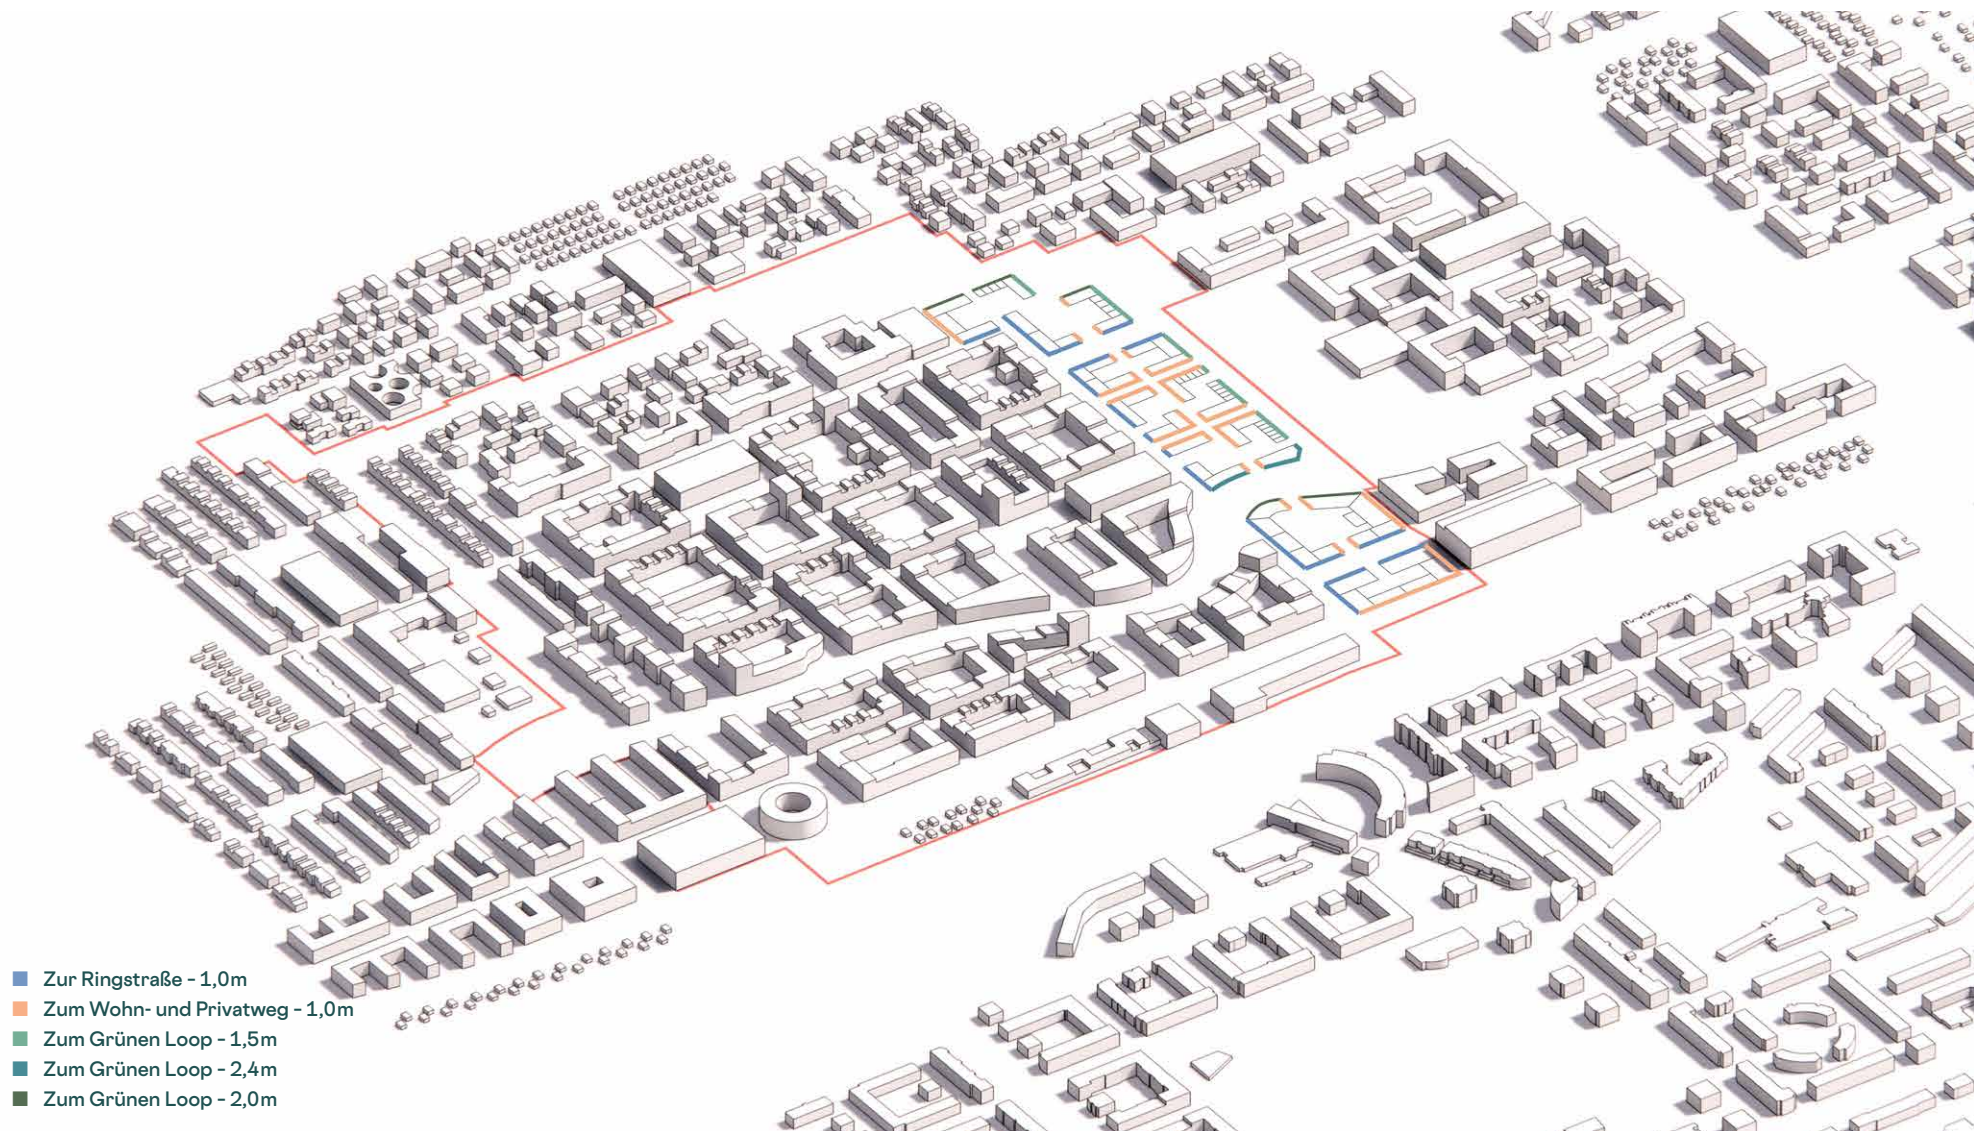 Zur Ringstraße - 1,0m
Zum Wohn- und Privatweg - 1,0m
Zum Grünen Loop - 1,5m
Zum Grünen Loop - 2,4m
Zum Grünen Loop - 2,0m